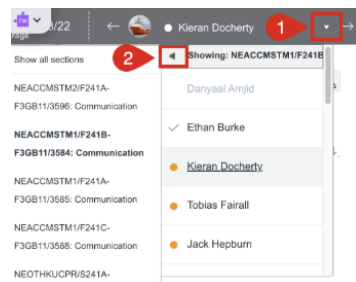 3/22
Kieran Docherty
1
age
Show all sections
2
Showing: NEACCMSTM1/F241B
NEACCMSTM2/F241A-
F3GB11/3596: Communication
NEACCMSTM1/F241B-
F3GB11/3584: Communication
NEACCMSTM1/F241A-
F3GB11/3585: Communication
NEACCMSTM1/F241C-
F3GB11/3588: Communication
NEOTHKUCPR/S241A-
Danyaal Amjid
Ethan Burke
Kieran Docherty
Tobias Fairall
Jack Hepburn